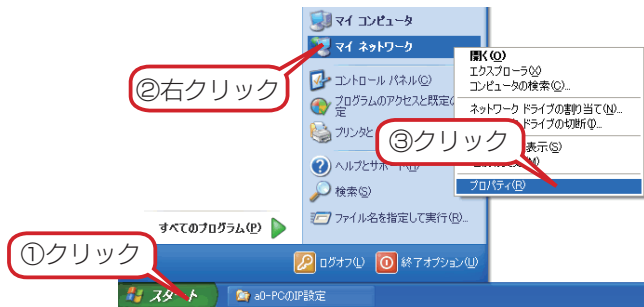 マイ コンピュータ
マイ ネットワーク
開く(O)
エクスプローラ(X)
コンピュータの検索(C)...
②右クリック
コントロール パネル(C)
プログラムのアクセスと既定の
定
ネットワーク ドライブの割り当て(N)...
ドライブの切断(I)...
プリンタと
③クリック
表示(S)
(M)
ヘルプとサポート(H)
プロパティ(R)
検索(S)
すべてのプログラム(P)
ファイル名を指定して実行(R)...
①クリック
ログオフ(L)
終了オプション(U)
スタート
a0-PCのIP設定